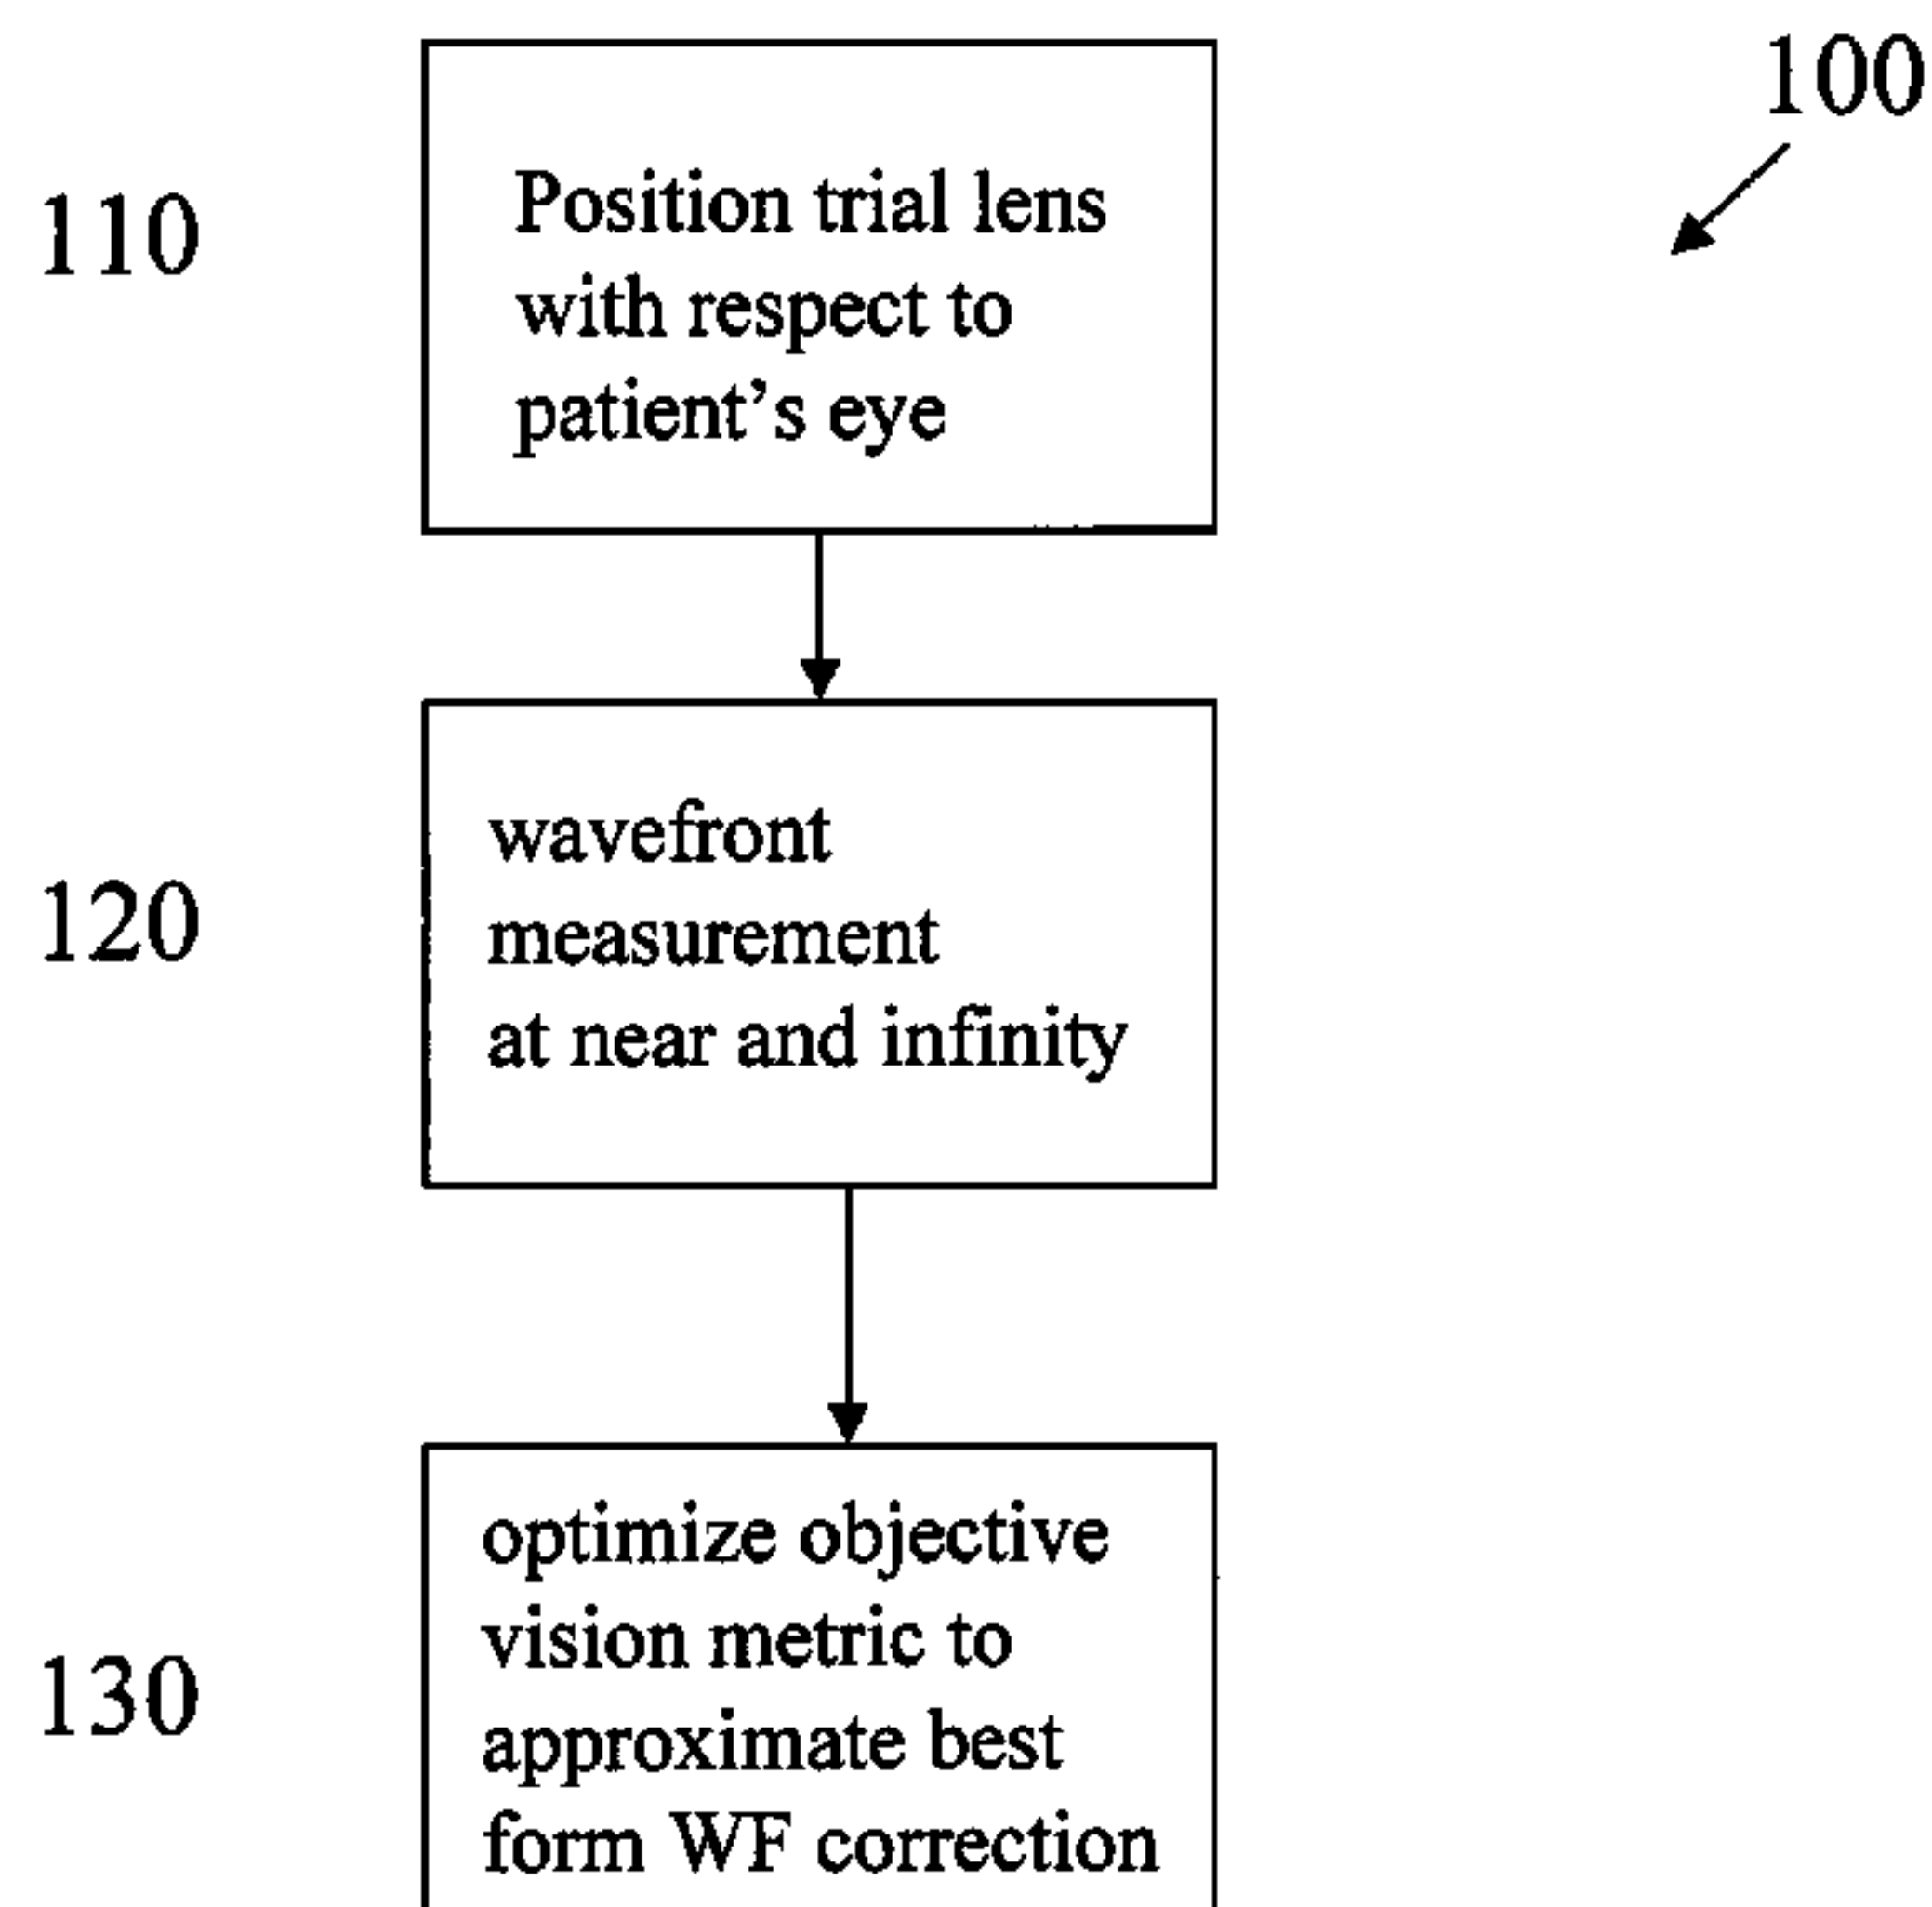 100
110
Position trial lens
with respect to
patient's eye
120
wavefront
measurement
at near and infinity
130
optimize objective
vision metric to
approximate best
form WF correction